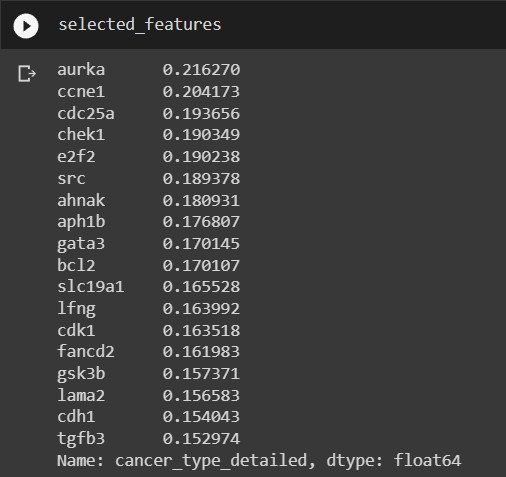 selected_features
aurka 0.216270
ccne1 0.204173
cdc25a 0.193656
chek1 0.190349
e2f2 0.190238
src 0.189378
ahnak 0.180931
aph1b 0.176807
gata3 0.170145
bcl2 0.170107
slc19a1 0.165528
lfng 0.163992
cdk1 0.163518
fancd2 0.161983
gsk3b 0.157371
lama2 0.156583
cdh1 0.154043
tgfb3 0.152974
Name: cancer_type_detailed, dtype: float64